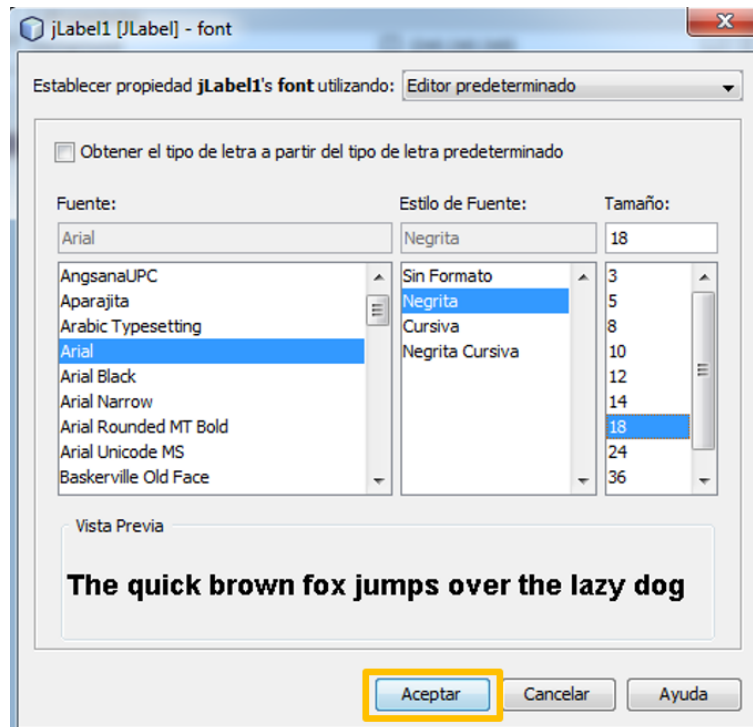 jLabel1 [JLabel] - font
Establecer propiedad jLabel1's font utilizando: Editor predeterminado
Obtener el tipo de letra a partir del tipo de letra predeterminado
Fuente: Estilo de Fuente: Tamaño:
Arial Negrita 18
AngsanaUPC Sin Formato 3
Aparajita Negrita 5
Arabic Typesetting Cursiva 8
Arial Negrita Cursiva 10
Arial Black 12
Arial Narrow 14
Arial Rounded MT Bold 18
Arial Unicode MS 24
Baskerville Old Face 36
Vista Previa
The quick brown fox jumps over the lazy dog
Aceptar Cancelar Ayuda